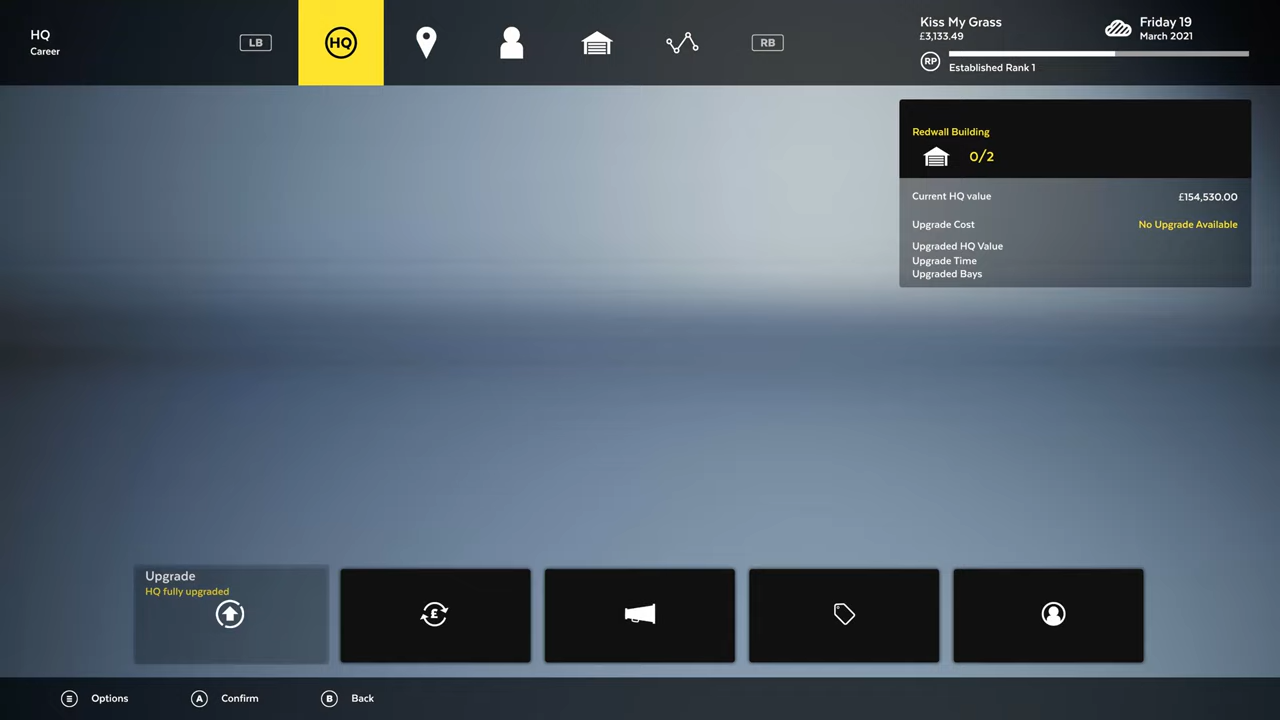 HQ
Career
LB
HQ
RB
Kiss My Grass
£3,133.49
Friday 19
March 2021
RP
Established Rank 1
Redwall Building
0/2
Current HQ value £154,530.00
Upgrade Cost No Upgrade Available
Upgraded HQ Value
Upgrade Time
Upgraded Bays
Upgrade
HQ fully upgraded
£
Options
A Confirm
B Back